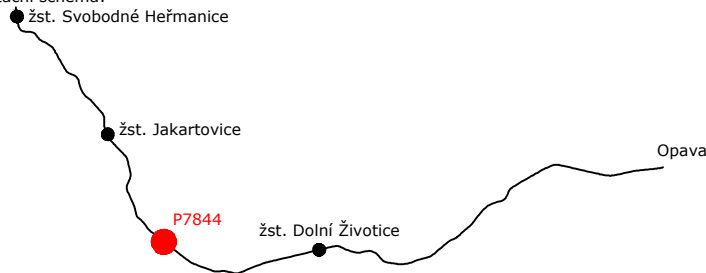 žst. Svobodné Heřmanice
žst. Jakartovice
Opava
P7844
žst. Dolní Životice